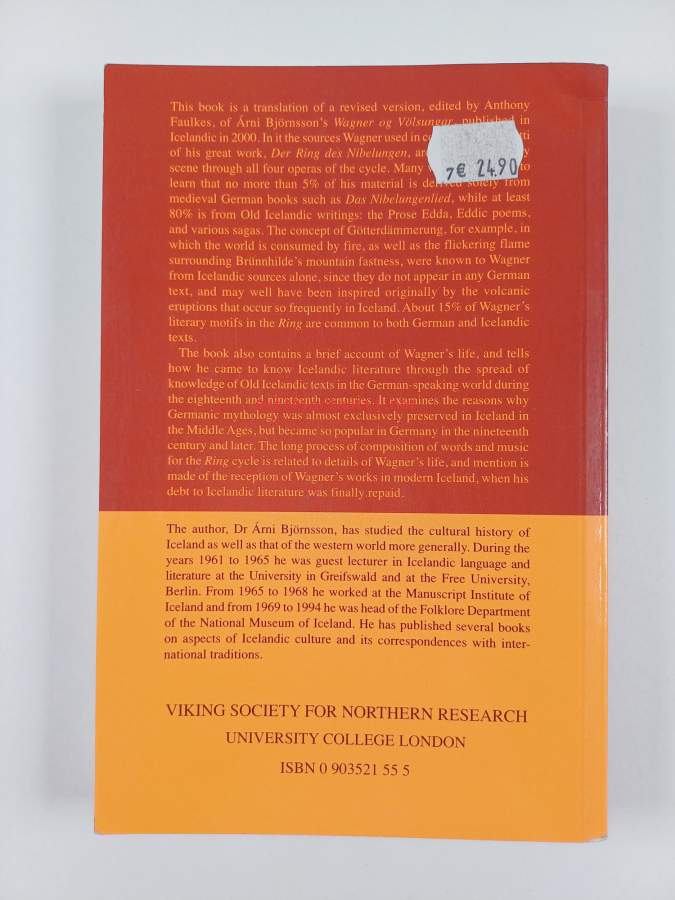 This book is a translation of a revised version, edited by Anthony
Faulkes, of Árni Björnsson's Wagner og Völsungar, published in
Icelandic in 2000. In it the sources Wagner used in
of his great work, Der Ring des Nibelungen,
scene through all four operas of the cycle. Many to
learn that no more than 5% of his material is derived solely from
medieval German books such as Das Nibelungenlied, while at least
80% is from Old Icelandic writings: the Prose Edda, Eddic poems,
and various sagas. The concept of Götterdämmerung, for example, in
which the world is consumed by fire, as well as the flickering flame
surrounding Brünnhilde's mountain fastness, were known to Wagner
from Icelandic sources alone, since they do not appear in any German
text, and may well have been inspired originally by the volcanic
eruptions that occur so frequently in Iceland. About 15% of Wagner's
literary motifs in the Ring are common to both German and Icelandic
texts.
The book also contains a brief account of Wagner's life, and tells
how he came to know Icelandic literature through the spread of
knowledge of Old Icelandic texts in the German-speaking world during
the eighteenth and nineteenth centuries. It examines the reasons why
Germanic mythology was almost exclusively preserved in Iceland in
the Middle Ages, but became so popular in Germany in the nineteenth
century and later. The long process of composition of words and music
for the Ring cycle is related to details of Wagner's life, and mention is
made of the reception of Wagner's works in modern Iceland, when his
debt to Icelandic literature was finally repaid.
7€ 24.90
The author, Dr Árni Björnsson, has studied the cultural history of
Iceland as well as that of the western world more generally. During the
years 1961 to 1965 he was guest lecturer in Icelandic language and
literature at the University in Greifswald and at the Free University,
Berlin. From 1965 to 1968 he worked at the Manuscript Institute of
Iceland and from 1969 to 1994 he was head of the Folklore Department
of the National Museum of Iceland. He has published several books
on aspects of Icelandic culture and its correspondences with inter-
national traditions.
VIKING SOCIETY FOR NORTHERN RESEARCH
UNIVERSITY COLLEGE LONDON
ISBN 0 903521 55 5